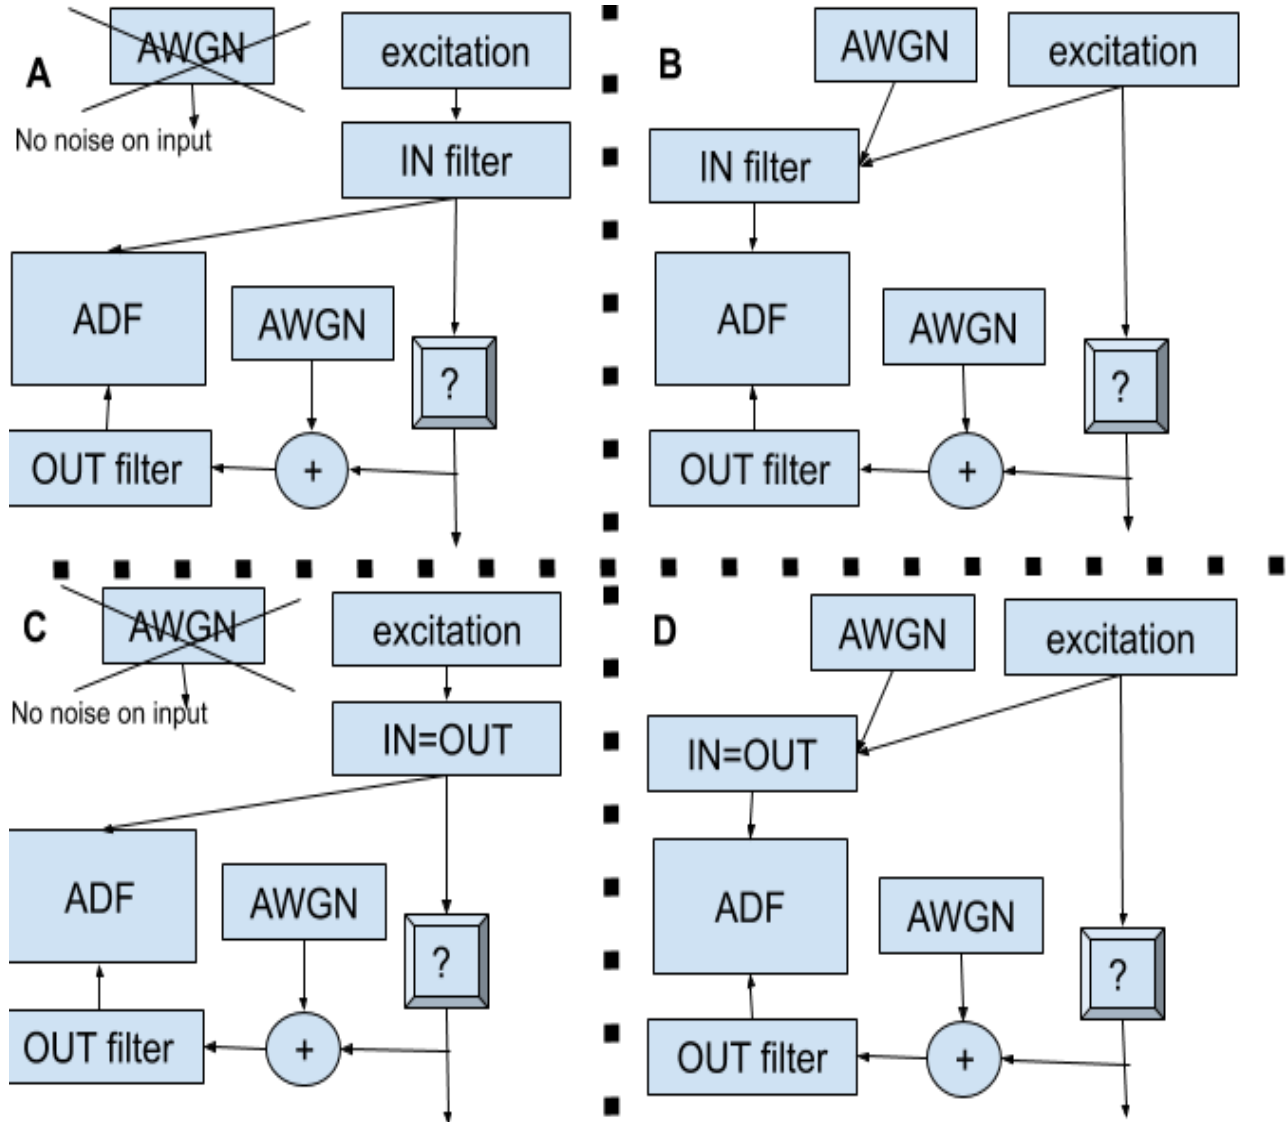 A
AWGN
No noise on input
excitation
IN filter
ADF
AWGN
?
OUT filter
+
B
AWGN
excitation
IN filter
ADF
AWGN
?
OUT filter
+
C
AWGN
No noise on input
excitation
IN=OUT
ADF
AWGN
?
OUT filter
+
D
AWGN
excitation
IN=OUT
ADF
AWGN
?
OUT filter
+